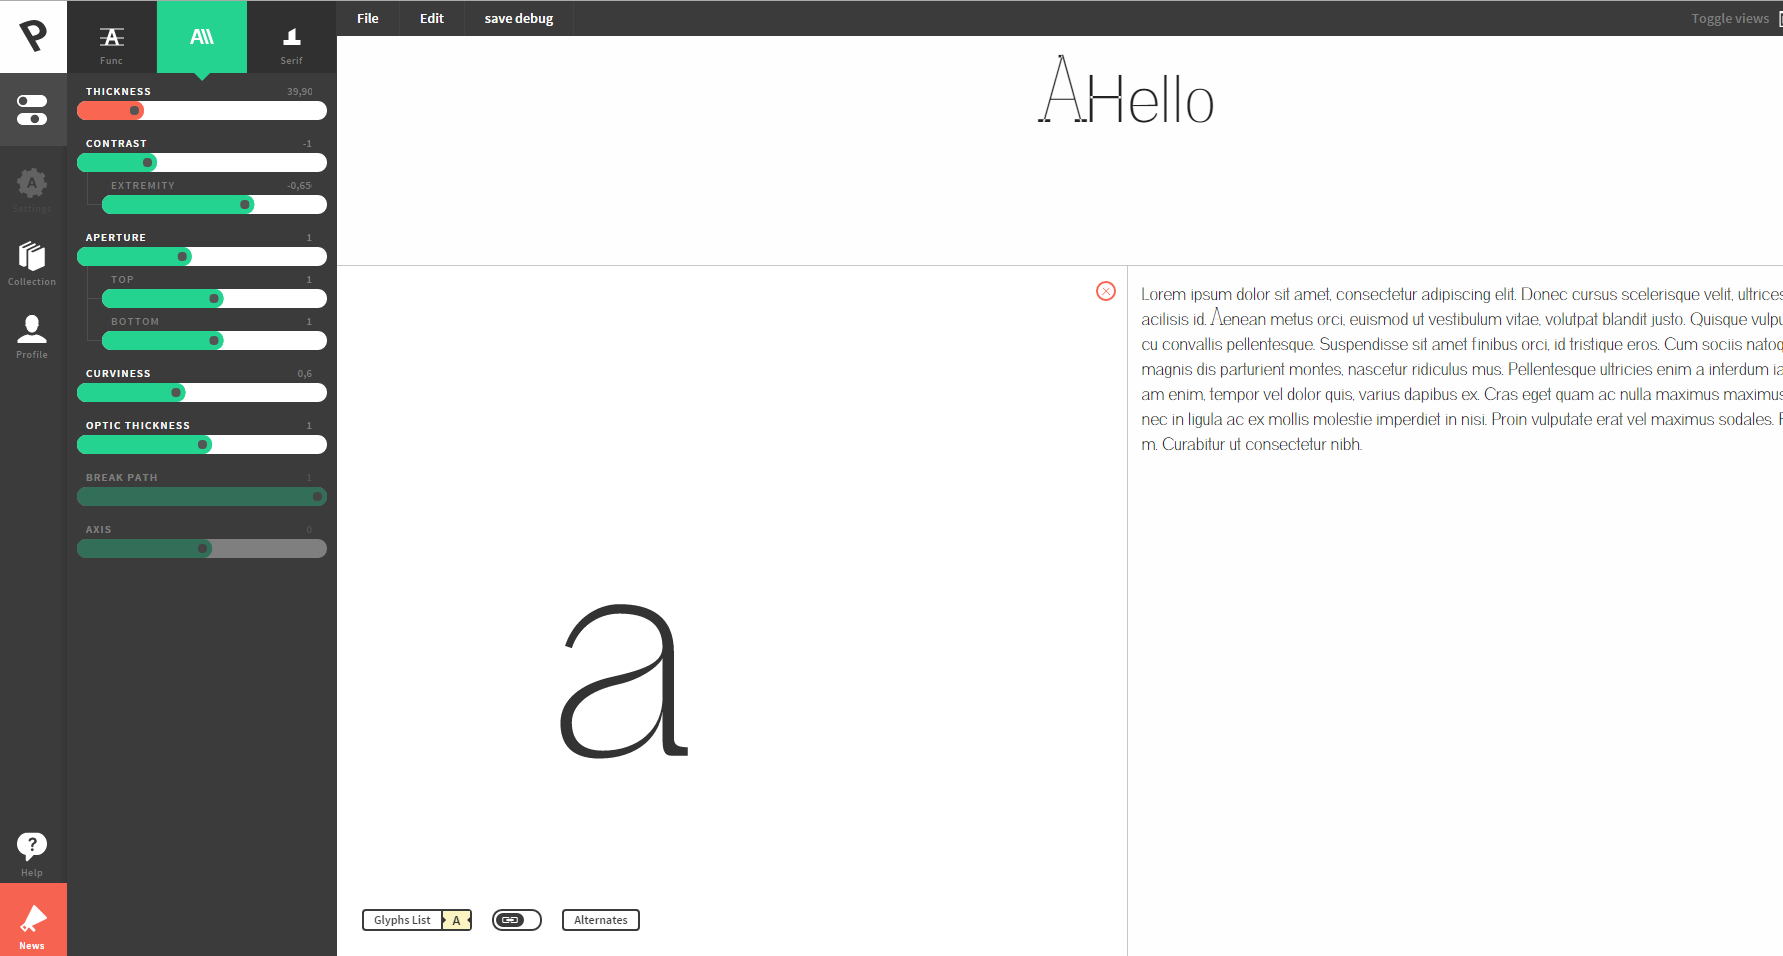 File
Edit
save debug
Toggle views
Func
Serif
THICKNESS 39,90
CONTRAST -1
EXTREMITY -0,65
APERTURE 1
TOP 1
BOTTOM 1
CURVINESS 0,6
OPTIC THICKNESS 1
BREAK PATH 1
AXIS 0
Settings
Collection
Profile
Help
News
AHello
a
Glyphs List A
Alternates
Lorem ipsum dolor sit amet, consectetur adipiscing elit. Donec cursus scelerisque velit, ultrices
acilisis id. Aenean metus orci, euismod ut vestibulum vitae, volutpat blandit justo. Quisque vulpu
cu convallis pellentesque. Suspendisse sit amet finibus orci, id tristique eros. Cum sociis natoq
magnis dis parturient montes, nascetur ridiculus mus. Pellentesque ultricies enim a interdum ia
am enim, tempor vel dolor quis, varius dapibus ex. Cras eget quam ac nulla maximus maximus
nec in ligula ac ex mollis molestie imperdiet in nisi. Proin vulputate erat vel maximus sodales. F
m. Curabitur ut consectetur nibh.